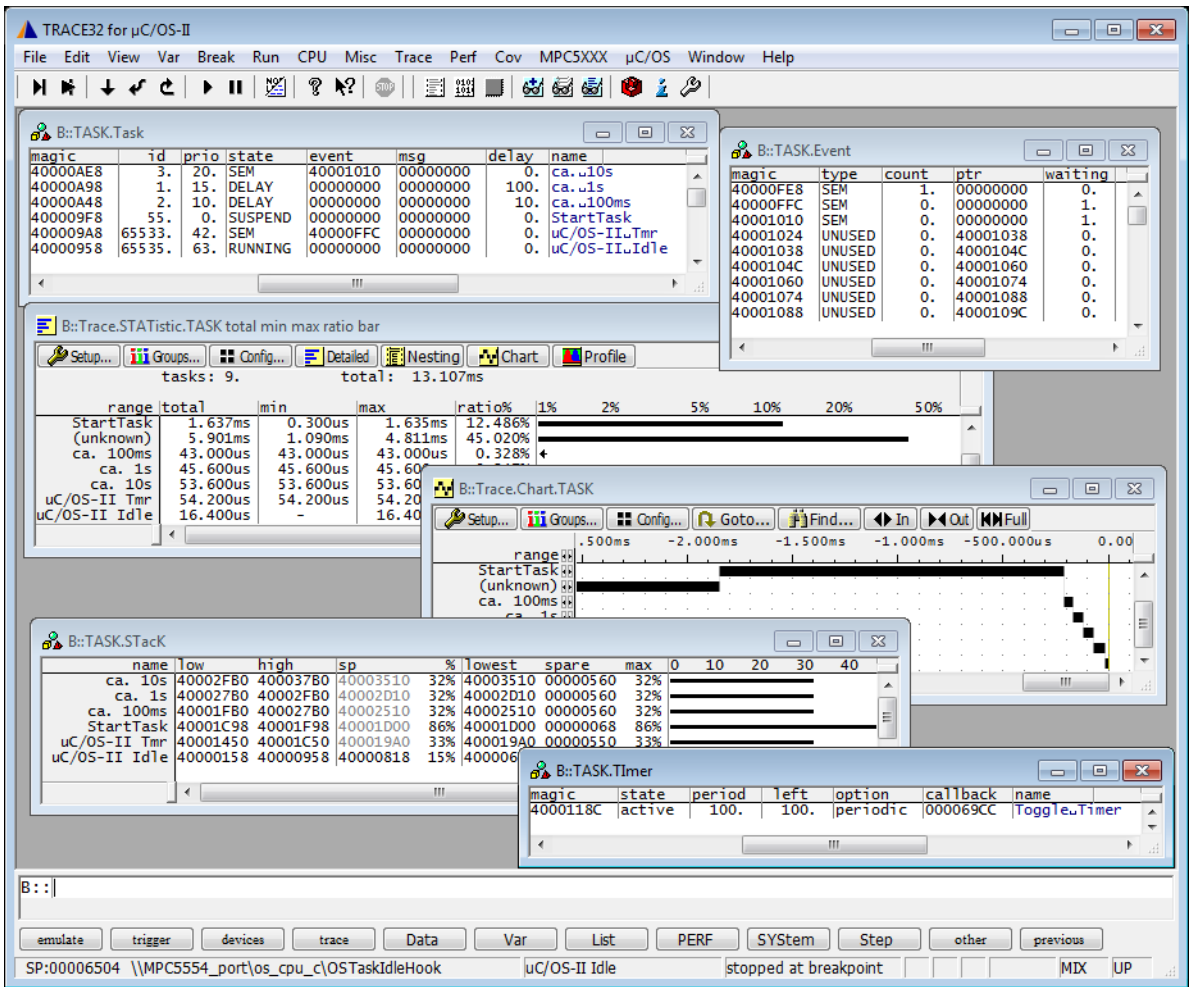 TRACE32 for µC/OS-II
File Edit View Var Break Run CPU Misc Trace Perf Cov MPC5XXX µC/OS Window Help
B::TASK.Task
magic id prio state event msg delay name
40000AE8 3. 20. SEM 40001010 00000000 0. ca.␣10s
40000A98 1. 15. DELAY 00000000 00000000 100. ca.␣1s
40000A48 2. 10. DELAY 00000000 00000000 10. ca.␣100ms
400009F8 55. 0. SUSPEND 00000000 00000000 0. StartTask
400009A8 65533. 42. SEM 40000FFC 00000000 0. uC/OS-II␣Tmr
40000958 65535. 63. RUNNING 00000000 00000000 0. uC/OS-II␣Idle
B::TASK.Event
magic type count ptr waiting
40000FE8 SEM 1. 00000000 0.
40000FFC SEM 0. 00000000 1.
40001010 SEM 0. 00000000 1.
40001024 UNUSED 0. 40001038 0.
40001038 UNUSED 0. 4000104C 0.
4000104C UNUSED 0. 40001060 0.
40001060 UNUSED 0. 40001074 0.
40001074 UNUSED 0. 40001088 0.
40001088 UNUSED 0. 4000109C 0.
B::Trace.STATistic.TASK total min max ratio bar
Setup... Groups... Config... Detailed Nesting Chart Profile
tasks: 9. total: 13.107ms
range total min max ratio% 1% 2% 5% 10% 20% 50%
StartTask 1.637ms 0.300us 1.635ms 12.486%
(unknown) 5.901ms 1.090ms 4.811ms 45.020%
ca. 100ms 43.000us 43.000us 43.000us 0.328%
ca. 1s 45.600us 45.600us 45.600
ca. 10s 53.600us 53.600us 53.60
uC/OS-II Tmr 54.200us 54.200us 54.20
uC/OS-II Idle 16.400us - 16.40
B::Trace.Chart.TASK
Setup... Groups... Config... Goto... Find... In Out Full
.500ms -2.000ms -1.500ms -1.000ms -500.000us 0.00
range
StartTask
(unknown)
ca. 100ms
ca. 1s
B::TASK.STacK
name low high sp % lowest spare max 0 10 20 30 40
ca. 10s 40002FB0 400037B0 40003510 32% 40003510 00000560 32%
ca. 1s 400027B0 40002FB0 40002D10 32% 40002D10 00000560 32%
ca. 100ms 40001FB0 400027B0 40002510 32% 40002510 00000560 32%
StartTask 40001C98 40001F98 40001D00 86% 40001D00 00000068 86%
uC/OS-II Tmr 40001450 40001C50 400019A0 33% 400019A0 00000550 33%
uC/OS-II Idle 40000158 40000958 40000818 15% 400006
B::TASK.TImer
magic state period left option callback name
4000118C active 100. 100. periodic 000069CC Toggle␣Timer
B::
emulate trigger devices trace Data Var List PERF SYStem Step other previous
SP:00006504 \\MPC5554_port\os_cpu_c\OSTaskIdleHook uC/OS-II Idle stopped at breakpoint MIX UP